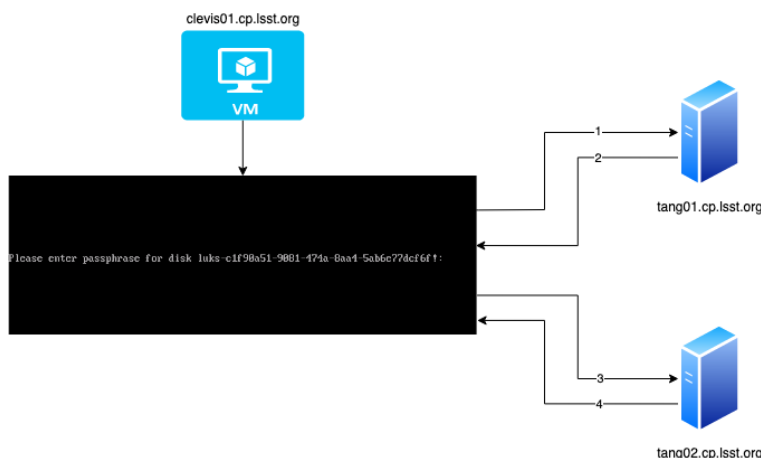 clevis01.cp.lsst.org
VM
1
2
tang01.cp.lsst.org
Please enter passphrase for disk luks-c1f90a51-9081-474a-8aa4-5ab6c77dcf6f!:
3
4
tang02.cp.lsst.org